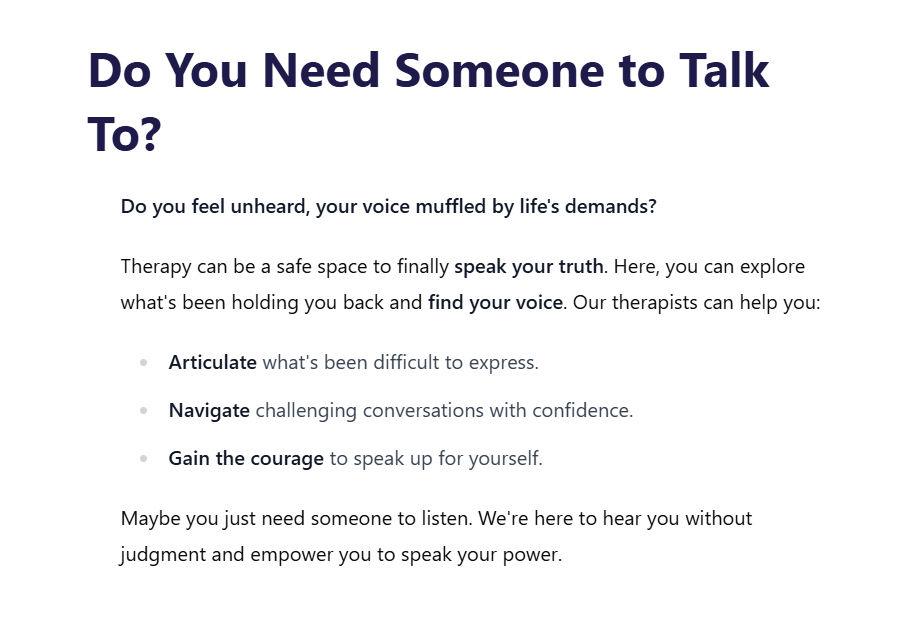 Do You Need Someone to Talk
To?
Do you feel unheard, your voice muffled by life's demands?
Therapy can be a safe space to finally speak your truth. Here, you can explore
what's been holding you back and find your voice. Our therapists can help you:
Articulate what's been difficult to express.
Navigate challenging conversations with confidence.
Gain the courage to speak up for yourself.
Maybe you just need someone to listen. We're here to hear you without
judgment and empower you to speak your power.